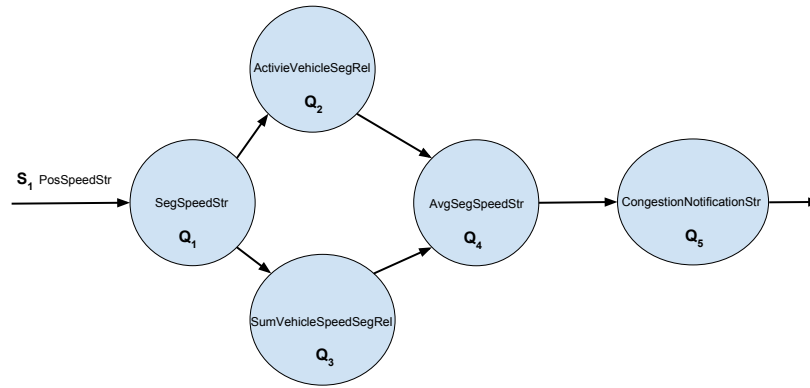 ActivieVehicleSegRel
Q2
S1 PosSpeedStr
SegSpeedStr
Q1
AvgSegSpeedStr
Q4
CongestionNotificationStr
Q5
SumVehicleSpeedSegRel
Q3